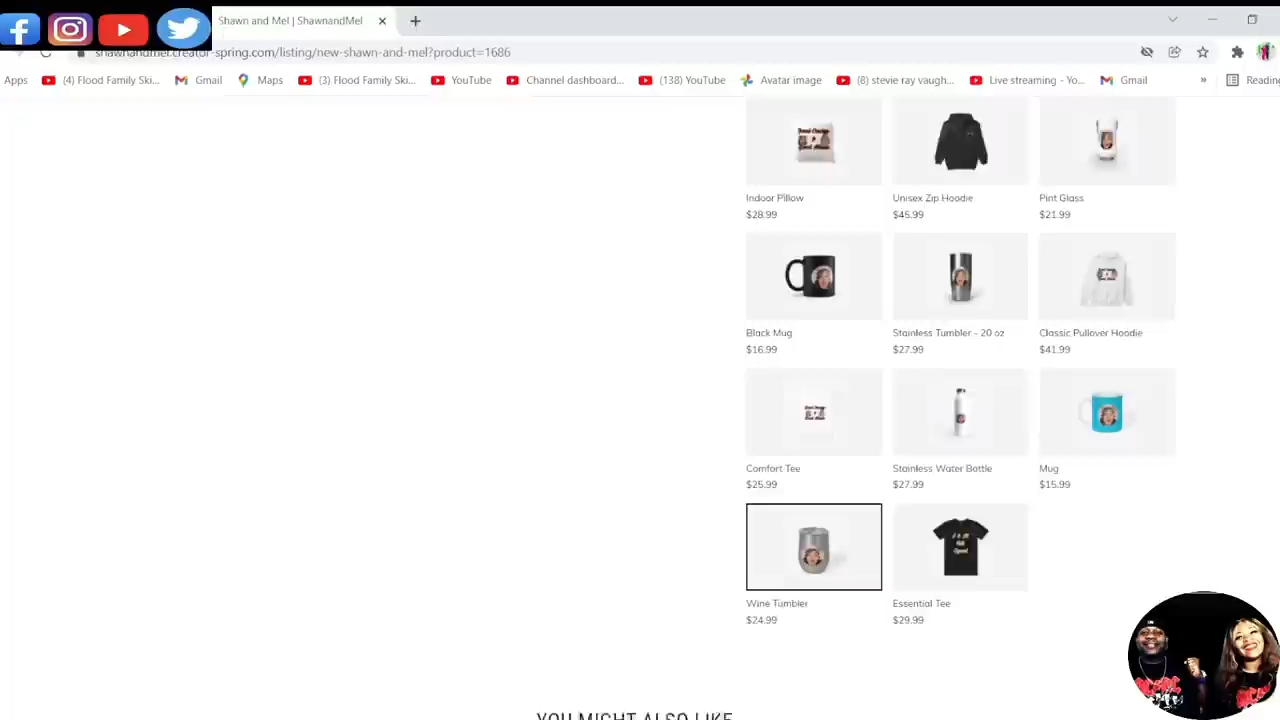 Shawn and Mel | ShawnandMel
shawnandmel.creator-spring.com/listing/new-shawn-and-mel?product=1686
Apps (4) Flood Family Ski... Gmail Maps (3) Flood Family Ski... YouTube Channel dashboard... (138) YouTube Avatar image (8) stevie ray vaugh... Live streaming - Yo... Gmail » Reading
Indoor Pillow Unisex Zip Hoodie Pint Glass
$28.99 $45.99 $21.99
Black Mug Stainless Tumbler - 20 oz Classic Pullover Hoodie
$16.99 $27.99 $41.99
Comfort Tee Stainless Water Bottle Mug
$25.99 $27.99 $15.99
Wine Tumbler Essential Tee
$24.99 $29.99
YOU MIGHT ALSO LIKE